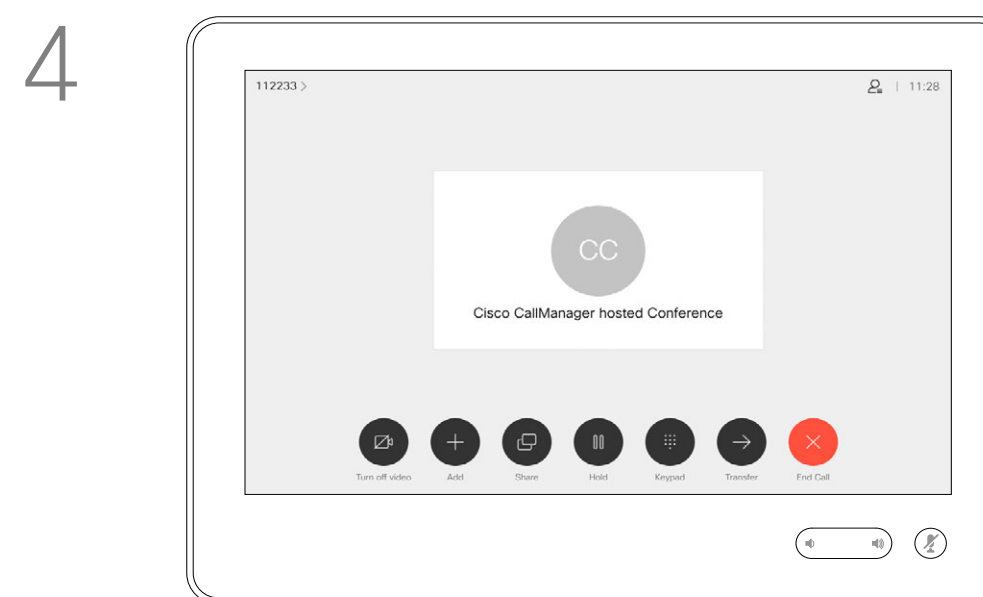 4
112233 >
| 11:28
CC
Cisco CallManager hosted Conference
Turn off video Add Share Hold Keypad Transfer End Call